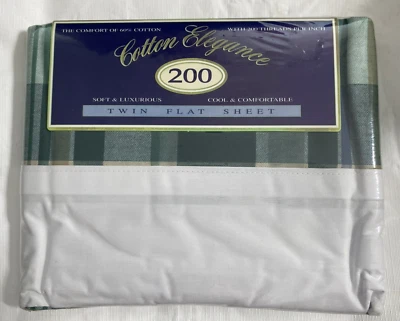 THE COMFORT OF 60% COTTON
WITH 200 THREADS PER INCH
Cotton Elegance
200
SOFT & LUXURIOUS
COOL & COMFORTABLE
TWIN FLAT SHEET